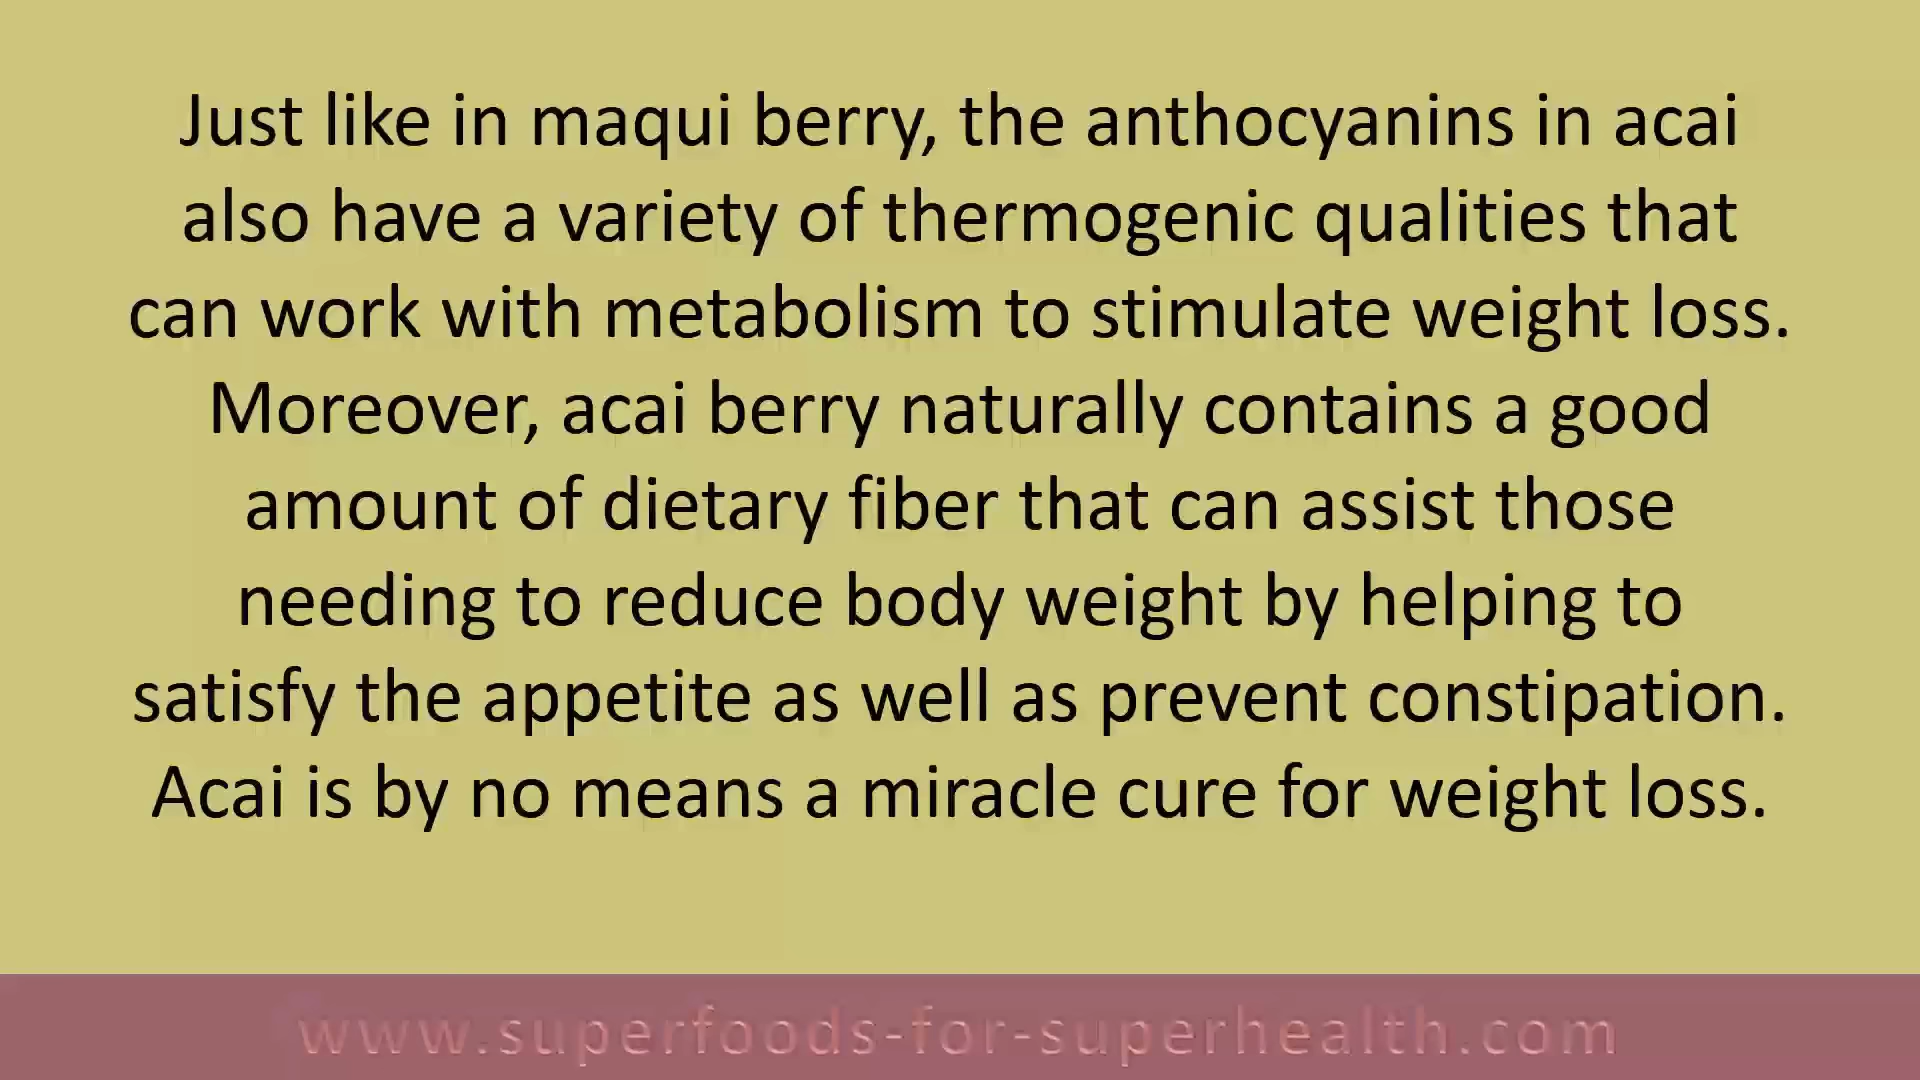 Just like in maqui berry, the anthocyanins in acai
also have a variety of thermogenic qualities that
can work with metabolism to stimulate weight loss.
Moreover, acai berry naturally contains a good
amount of dietary fiber that can assist those
needing to reduce body weight by helping to
satisfy the appetite as well as prevent constipation.
Acai is by no means a miracle cure for weight loss.
www.superfoods-for-superhealth.com